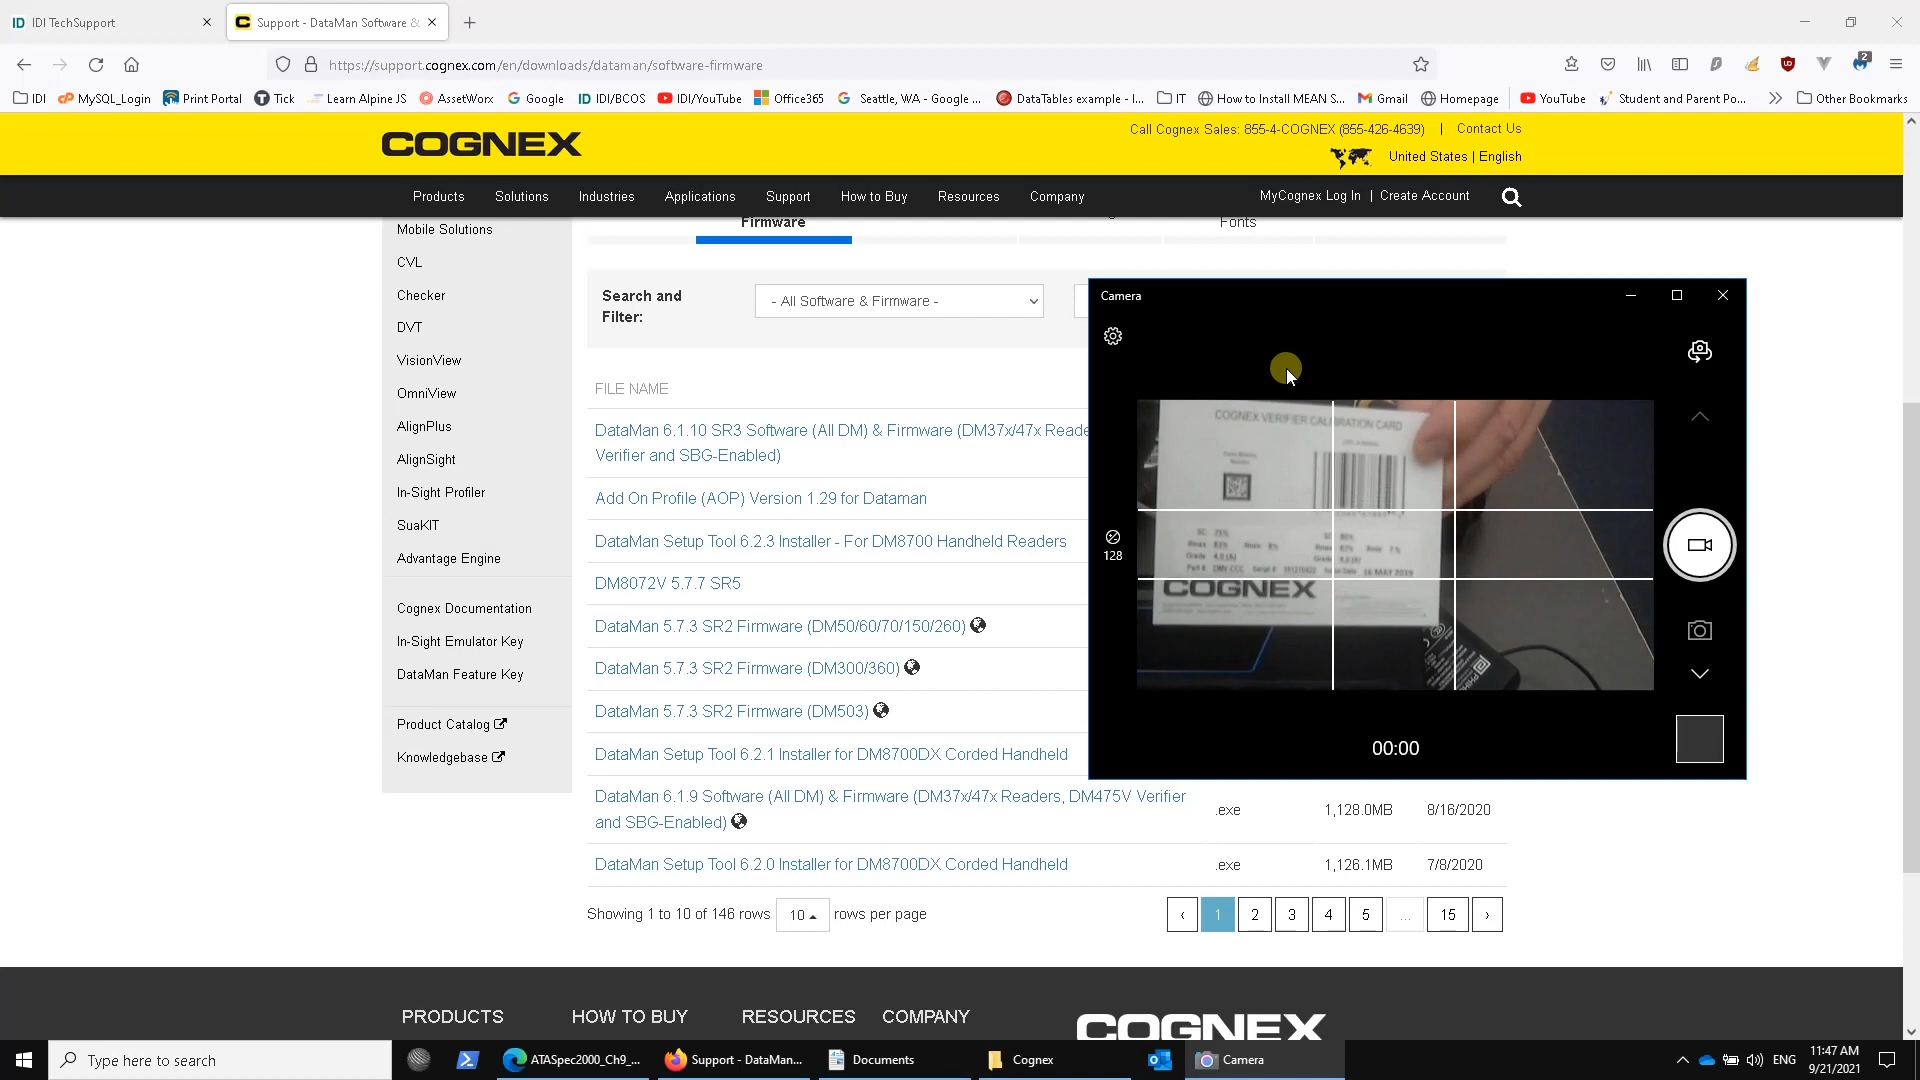 IDI TechSupport
Support - DataMan Software &
https://support.cognex.com/en/downloads/dataman/software-firmware
2
IDI
MySQL_Login
Print Portal
Tick
Learn Alpine JS
AssetWorx
Google
IDI/BCOS
IDI/YouTube
Office365
Seattle, WA - Google ...
DataTables example - I...
IT
How to Install MEAN S...
Gmail
Homepage
YouTube
Student and Parent Po...
Other Bookmarks
COGNEX
Call Cognex Sales: 855-4-COGNEX (855-426-4639) | Contact Us
United States | English
Products Solutions Industries Applications Support How to Buy Resources Company
MyCognex Log In | Create Account
Firmware
Fonts
Mobile Solutions
CVL
Checker
DVT
VisionView
OmniView
AlignPlus
AlignSight
In-Sight Profiler
SuaKIT
Advantage Engine
Cognex Documentation
In-Sight Emulator Key
DataMan Feature Key
Product Catalog
Knowledgebase
Search and
Filter:
- All Software & Firmware -
FILE NAME
DataMan 6.1.10 SR3 Software (All DM) & Firmware (DM37x/47x Reade
Verifier and SBG-Enabled)
Add On Profile (AOP) Version 1.29 for Dataman
DataMan Setup Tool 6.2.3 Installer - For DM8700 Handheld Readers
DM8072V 5.7.7 SR5
DataMan 5.7.3 SR2 Firmware (DM50/60/70/150/260)
DataMan 5.7.3 SR2 Firmware (DM300/360)
DataMan 5.7.3 SR2 Firmware (DM503)
DataMan Setup Tool 6.2.1 Installer for DM8700DX Corded Handheld
DataMan 6.1.9 Software (All DM) & Firmware (DM37x/47x Readers, DM475V Verifier
and SBG-Enabled)
.exe 1,128.0MB 8/16/2020
DataMan Setup Tool 6.2.0 Installer for DM8700DX Corded Handheld
.exe 1,126.1MB 7/8/2020
Showing 1 to 10 of 146 rows 10 rows per page
‹ 1 2 3 4 5 ... 15 ›
Camera
128
COGNEX VERIFIER CALIBRATION CARD
16 MAY 2019
COGNEX
00:00
PRODUCTS HOW TO BUY RESOURCES COMPANY
COGNEX
Type here to search
ATASpec2000_Ch9_...
Support - DataMan...
Documents
Cognex
Camera
ENG
11:47 AM
9/21/2021